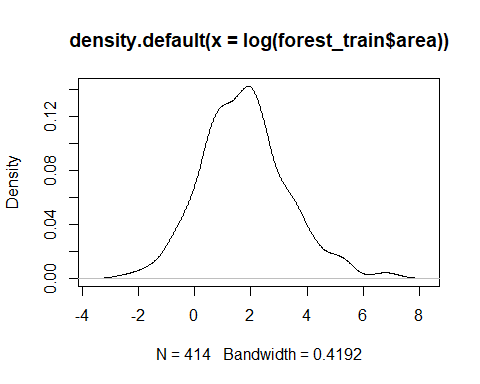 density.default(x = log(forest_train$area))
Density
0.12
0.08
0.04
0.00
-4 -2 0 2 4 6 8
N = 414 Bandwidth = 0.4192